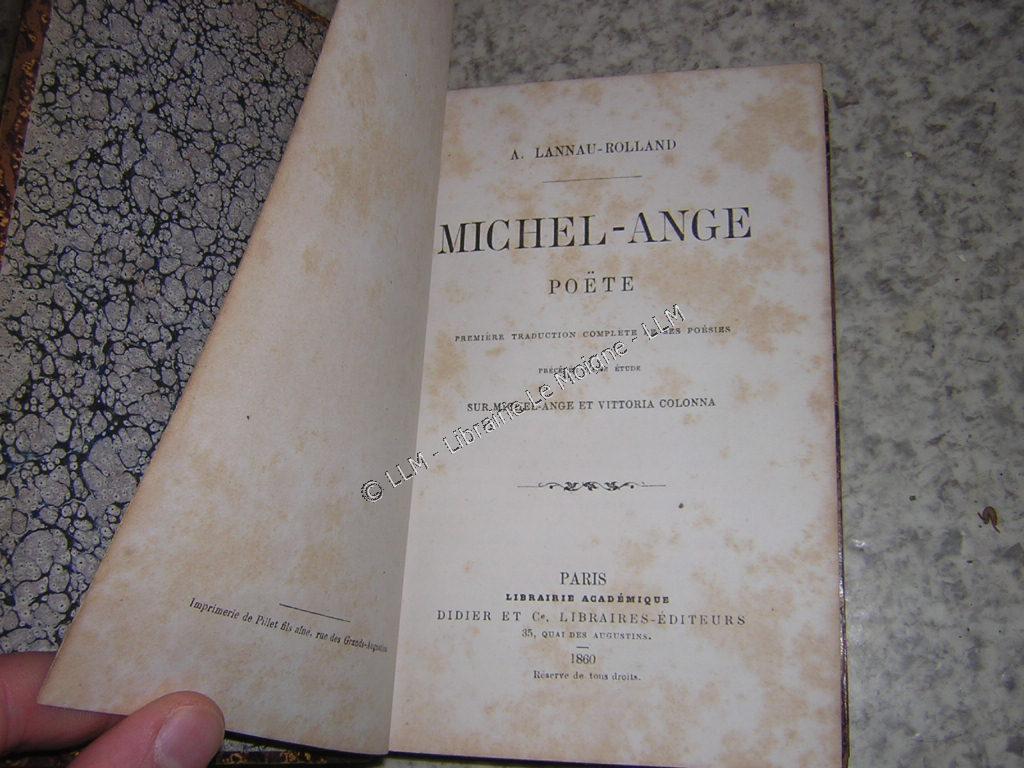 Imprimerie de Pillet fils aîné, rue des Grands-Augustins
A. LANNAU-ROLLAND
MICHEL-ANGE
POËTE
PREMIÈRE TRADUCTION COMPLÈTE SES POÉSIES
ÉTUDE
SUR MICHEL-ANGE ET VITTORIA COLONNA
PARIS
LIBRAIRIE ACADÉMIQUE
DIDIER ET Ce, LIBRAIRES-ÉDITEURS
35, QUAI DES AUGUSTINS.
1860
Réserve de tous droits.
© LLM - Librairie Le Moigne - LLM